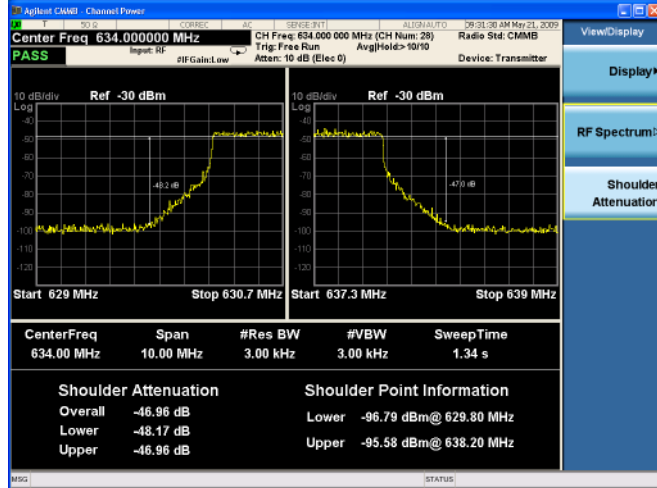 Agilent CMMB - Channel Power
T 50 Ω CORREC AC SENSE:INT ALIGNAUTO 09:31:30 AM May 21, 2009
Center Freq 634.000000 MHz
CH Freq: 634.000 000 MHz (CH Num: 28) Radio Std: CMMB
Input: RF Trig: Free Run Avg|Hold:> 10/10
PASS
#IFGain:Low Atten: 10 dB (Elec 0) Device: Transmitter
View/Display
Display
RF Spectrum
Shoulder
Attenuation
10 dB/div Ref -30 dBm
Log
-40
-50
-60
-70
-80
-90
-100
-110
-120
-48.2 dB
Start 629 MHz Stop 630.7 MHz
10 dB/div Ref -30 dBm
Log
-40
-50
-60
-70
-80
-90
-100
-110
-120
-47.0 dB
Start 637.3 MHz Stop 639 MHz
CenterFreq Span #Res BW #VBW SweepTime
634.00 MHz 10.00 MHz 3.00 kHz 3.00 kHz 1.34 s
Shoulder Attenuation
Overall -46.96 dB
Lower -48.17 dB
Upper -46.96 dB
Shoulder Point Information
Lower -96.79 dBm@ 629.80 MHz
Upper -95.58 dBm@ 638.20 MHz
MSG STATUS